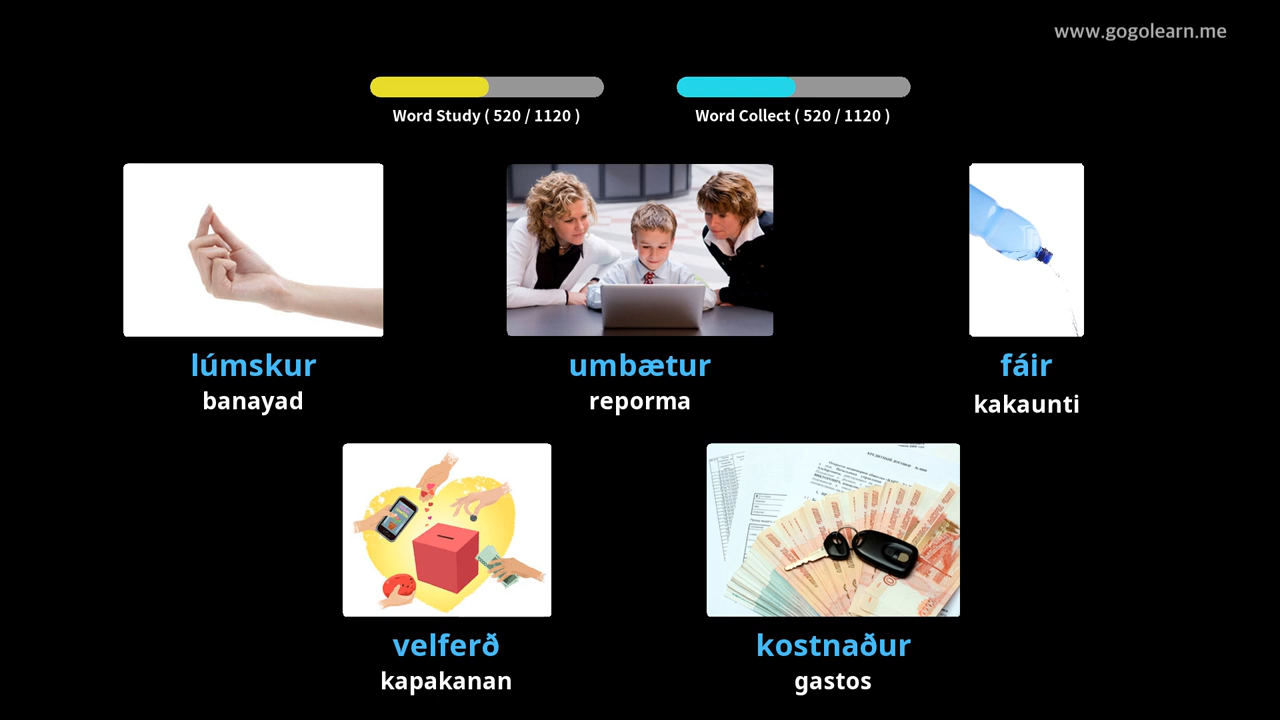 www.gogolearn.me
Word Study ( 520 / 1120 )
Word Collect ( 520 / 1120 )
lúmskur
banayad
umbætur
reporma
fáir
kakaunti
velferð
kapakanan
kostnaður
gastos